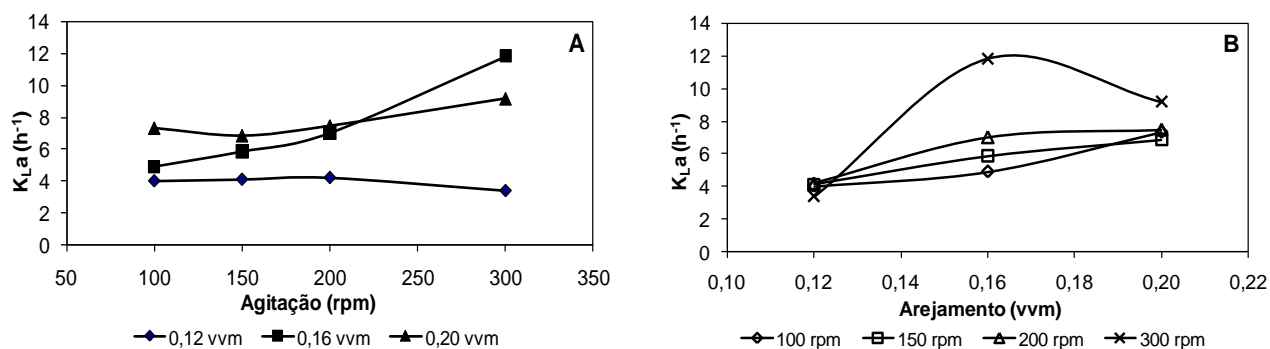 A
K_L a (h⁻¹)
14
12
10
8
6
4
2
0
50 100 150 200 250 300 350
Agitação (rpm)
0,12 vvm 0,16 vvm 0,20 vvm
B
K_L a (h⁻¹)
14
12
10
8
6
4
2
0
0,10 0,12 0,14 0,16 0,18 0,20 0,22
Arejamento (vvm)
100 rpm 150 rpm 200 rpm 300 rpm